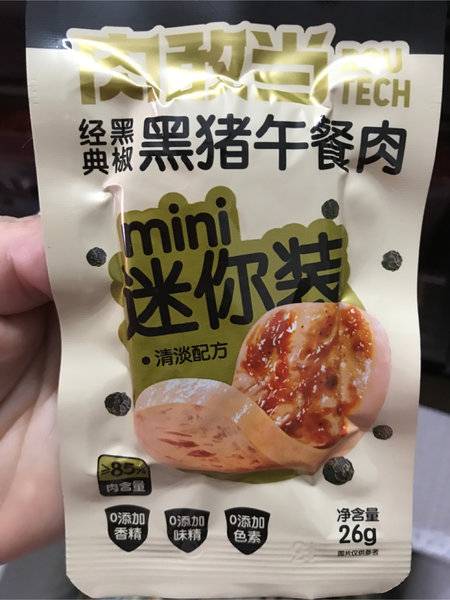 肉敢当
TECH
经典
黑椒
黑猪午餐肉
mini
迷你装
•清淡配方
≥85%
肉含量
0添加
香精
0添加
味精
0添加
色素
净含量
26g
图片仅供参考